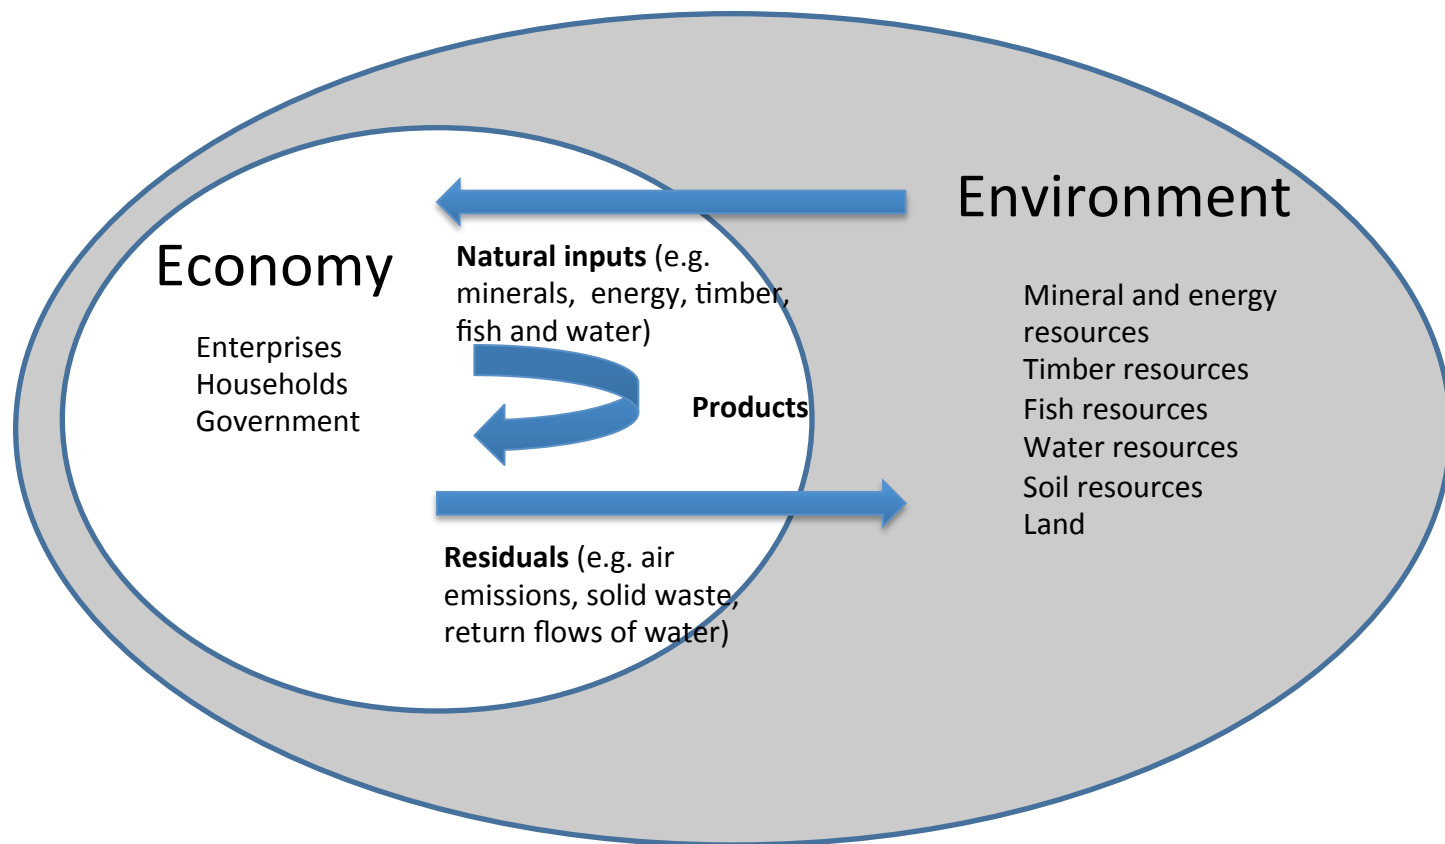 Environment
Economy
Natural inputs (e.g.
minerals, energy, timber,
fish and water)
Mineral and energy
resources
Timber resources
Fish resources
Water resources
Soil resources
Land
Enterprises
Households
Government
Products
Residuals (e.g. air
emissions, solid waste,
return flows of water)